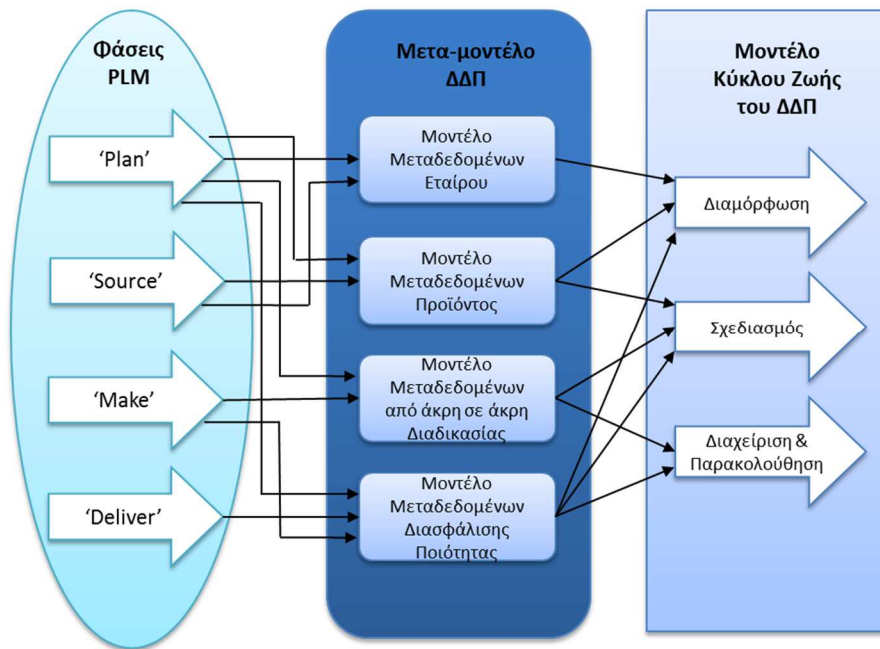 Φάσεις
PLM
‘Plan’
‘Source’
‘Make’
‘Deliver’
Μετα-μοντέλο
ΔΔΠ
Μοντέλο
Μεταδεδομένων
Εταίρου
Μοντέλο
Μεταδεδομένων
Προϊόντος
Μοντέλο
Μεταδεδομένων
από άκρη σε άκρη
Διαδικασίας
Μοντέλο
Μεταδεδομένων
Διασφάλισης
Ποιότητας
Μοντέλο
Κύκλου Ζωής
του ΔΔΠ
Διαμόρφωση
Σχεδιασμός
Διαχείριση &
Παρακολούθηση